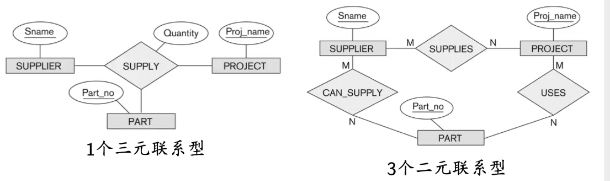 Sname
Quantity
Proj_name
SUPPLIER
SUPPLY
PROJECT
Part_no
PART
1个三元联系型
Sname
Proj_name
SUPPLIER
M
SUPPLIES
N
PROJECT
M
M
CAN_SUPPLY
USES
Part_no
N
N
PART
3个二元联系型